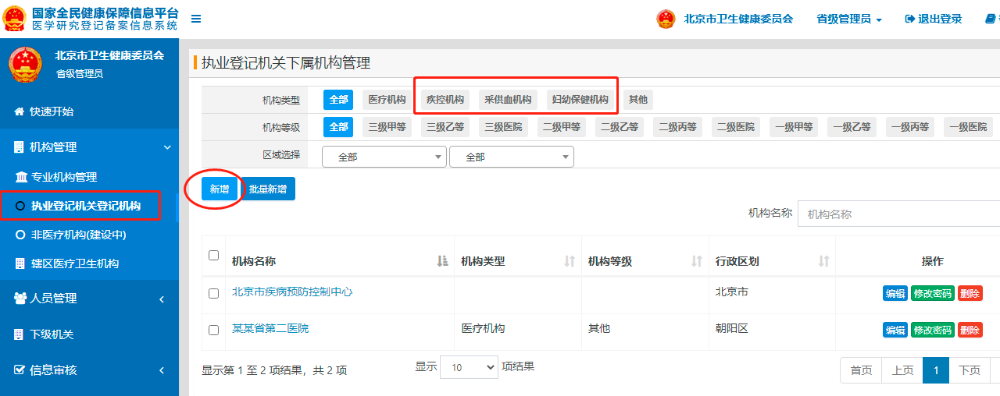 国家全民健康保障信息平台
医学研究登记备案信息系统
北京市卫生健康委员会 省级管理员 退出登录
北京市卫生健康委员会
省级管理员
快速开始
机构管理
专业机构管理
执业登记机关登记机构
非医疗机构(建设中)
辖区医疗卫生机构
人员管理
下级机关
信息审核
执业登记机关下属机构管理
机构类型 全部 医疗机构 疾控机构 采供血机构 妇幼保健机构 其他
机构等级 全部 三级甲等 三级乙等 三级医院 二级甲等 二级乙等 二级丙等 二级医院 一级甲等 一级乙等 一级丙等 一级医院
区域选择 全部 全部
新增 批量新增
机构名称 机构名称
机构名称 机构类型 机构等级 行政区划 操作
北京市疾病预防控制中心 北京市 编辑 修改密码 删除
某某省第二医院 医疗机构 其他 朝阳区 编辑 修改密码 删除
显示第 1 至 2 项结果，共 2 项 显示 10 项结果 首页 上页 1 下页